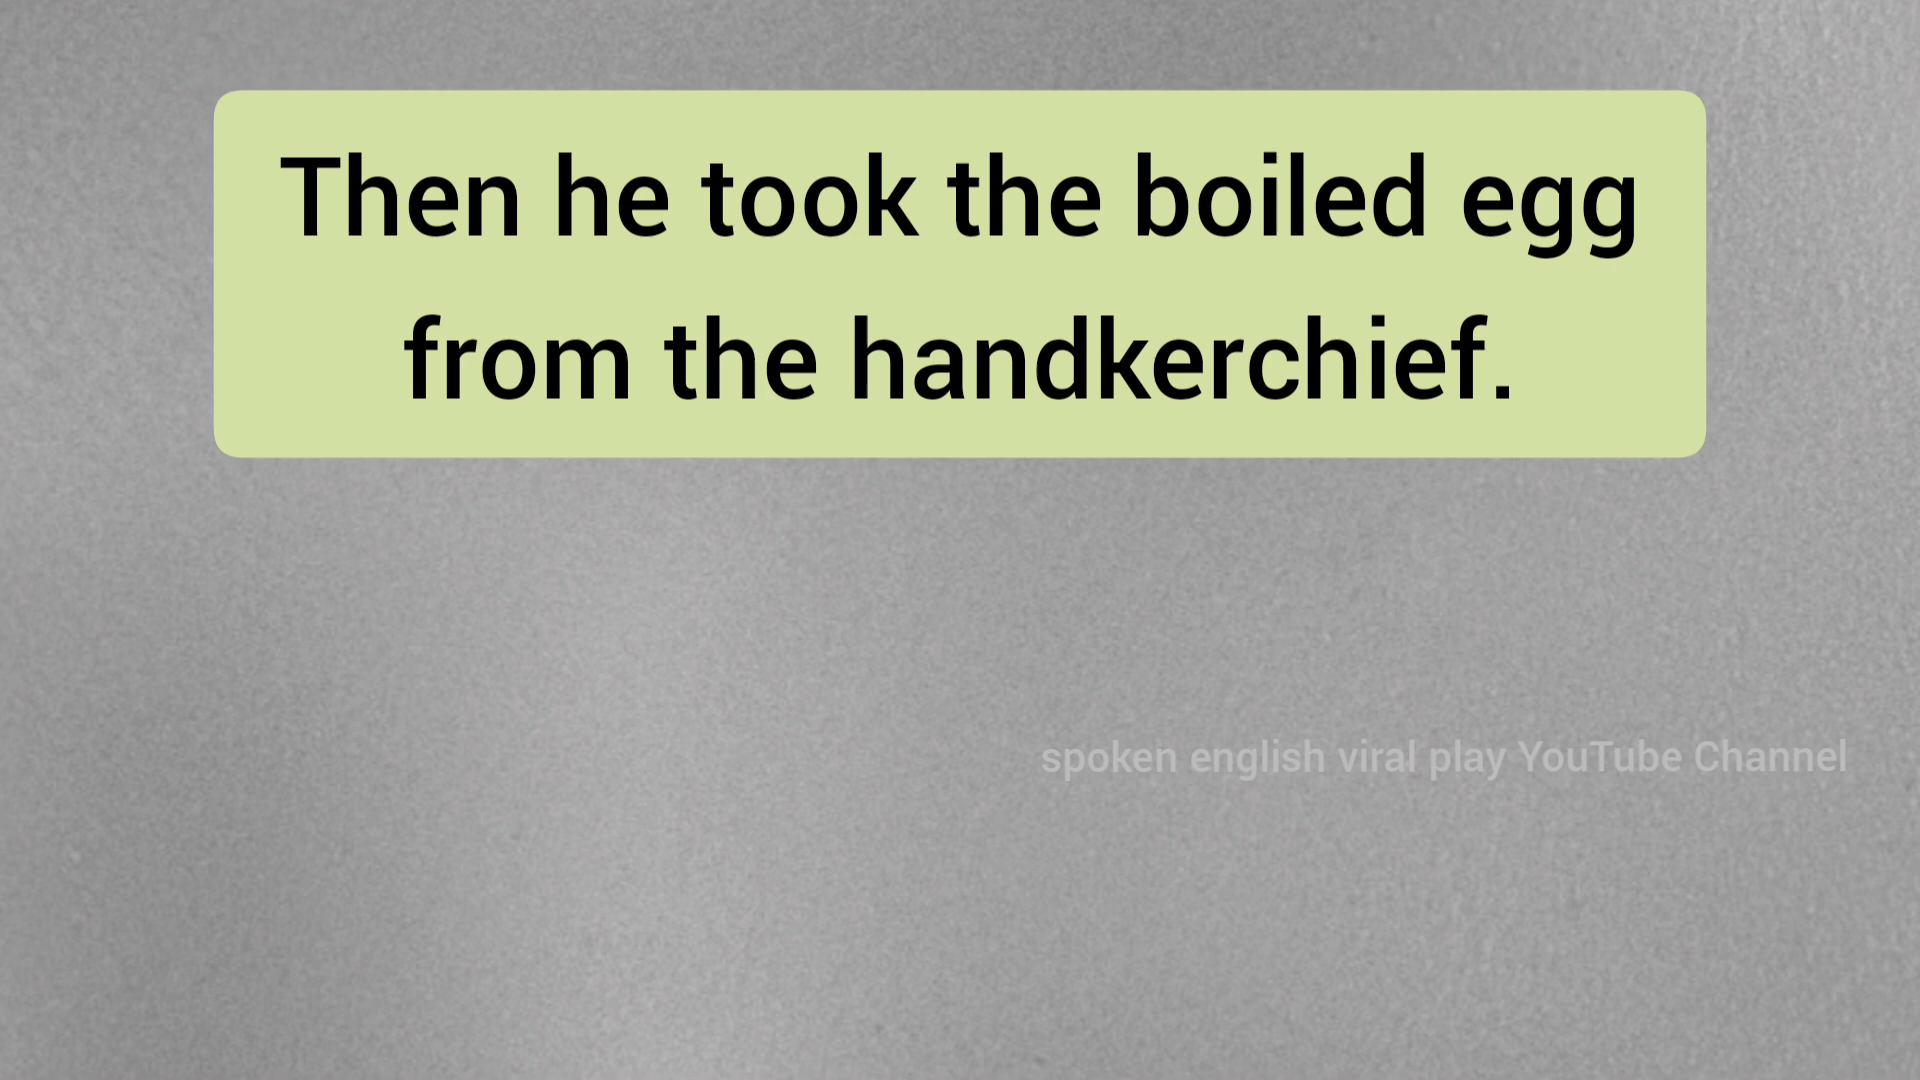 Then he took the boiled egg
from the handkerchief.
spoken english viral play YouTube Channel